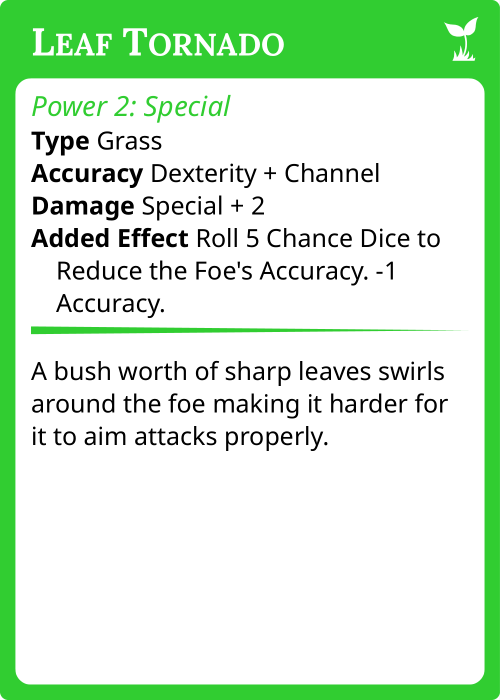 Leaf Tornado
Power 2: Special
Type Grass
Accuracy Dexterity + Channel
Damage Special + 2
Added Effect Roll 5 Chance Dice to
Reduce the Foe's Accuracy. -1
Accuracy.
A bush worth of sharp leaves swirls
around the foe making it harder for
it to aim attacks properly.